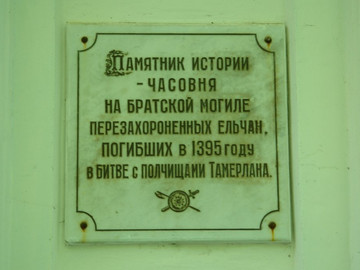 Памятник истории
- часовня
на братской могиле
перезахороненных ельчан,
погибших в 1395 году
в битве с полчищами Тамерлана.